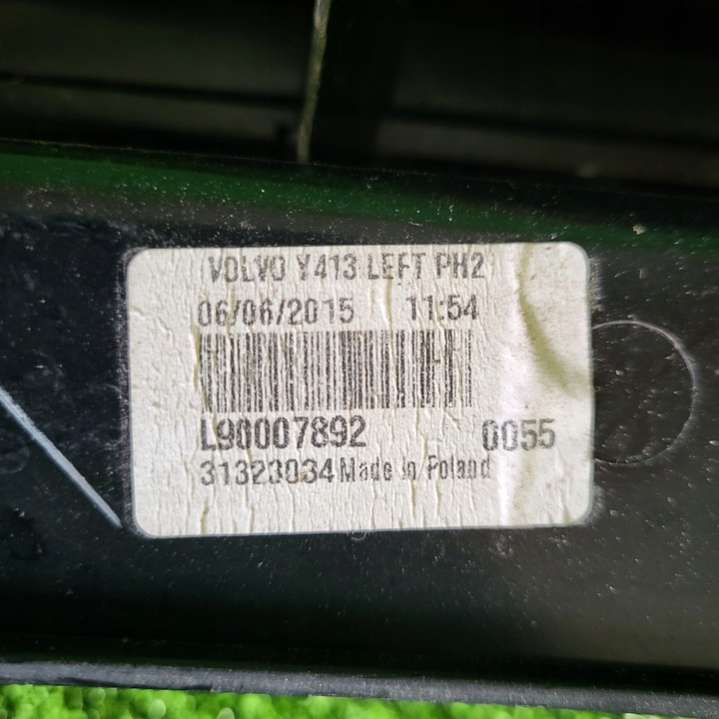 VOLVO Y413 LEFT PH2
06/06/2015 11:54
L90007892 0055
31323034 Made in Poland